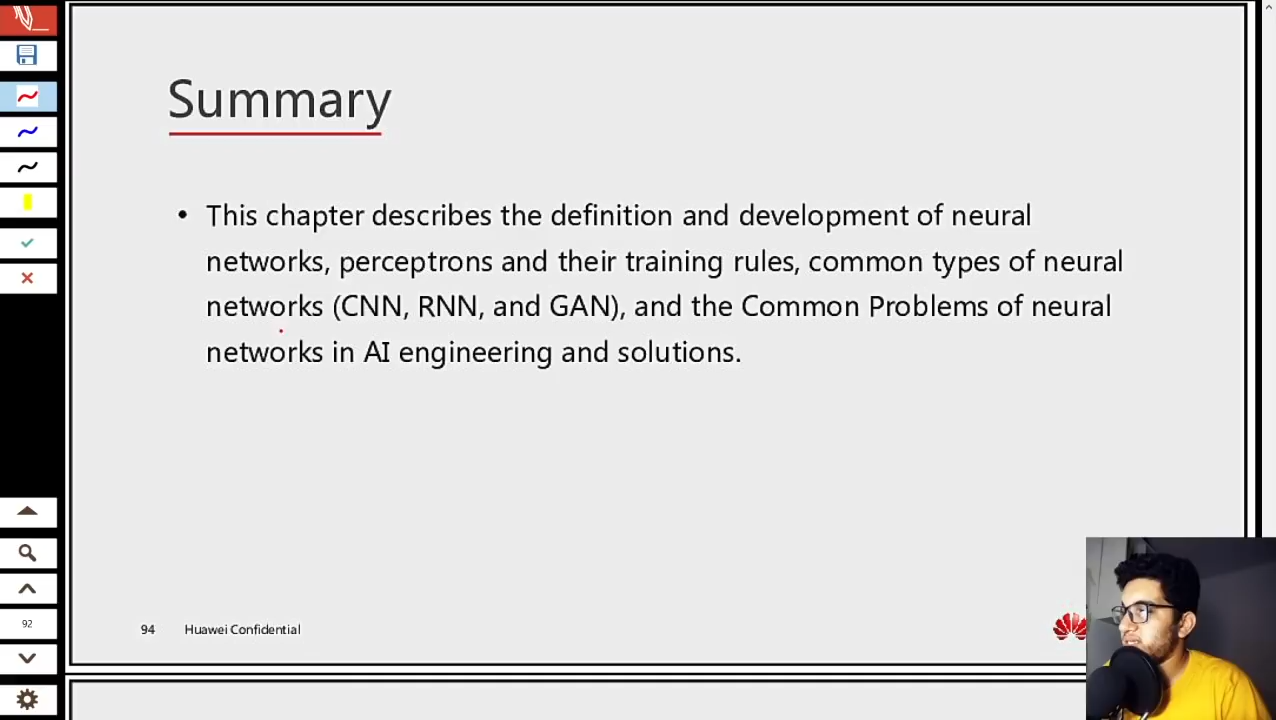 Summary
• This chapter describes the definition and development of neural
networks, perceptrons and their training rules, common types of neural
networks (CNN, RNN, and GAN), and the Common Problems of neural
networks in AI engineering and solutions.
92
94 Huawei Confidential